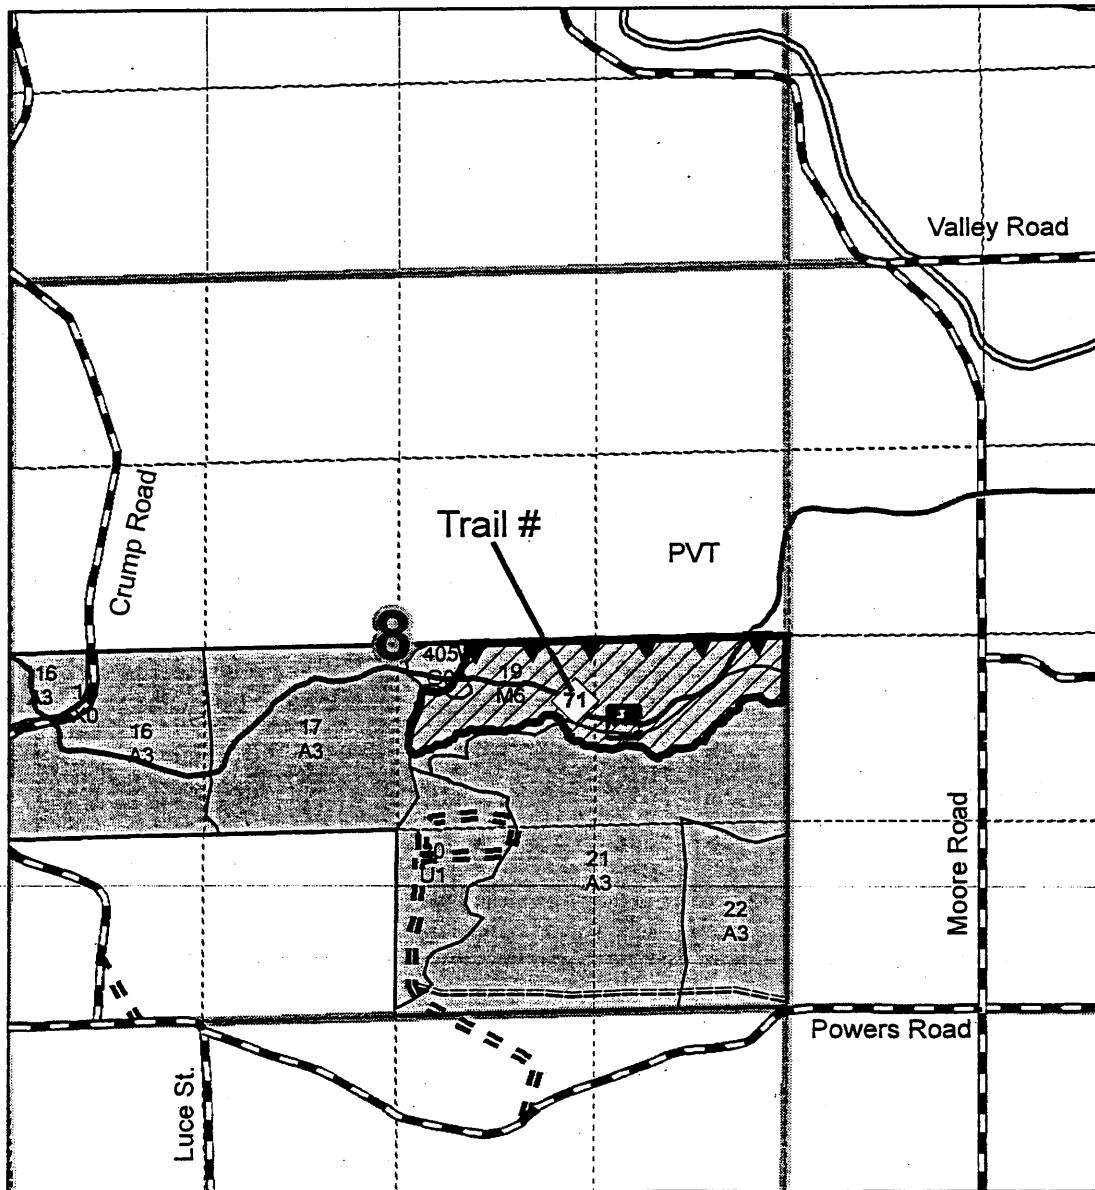 Valley Road
Crump Road
Trail #
PVT
8
405
16
19
M6
71
16
A3
17
A3
21
A3
U1
22
A3
Moore Road
Powers Road
Luce St.